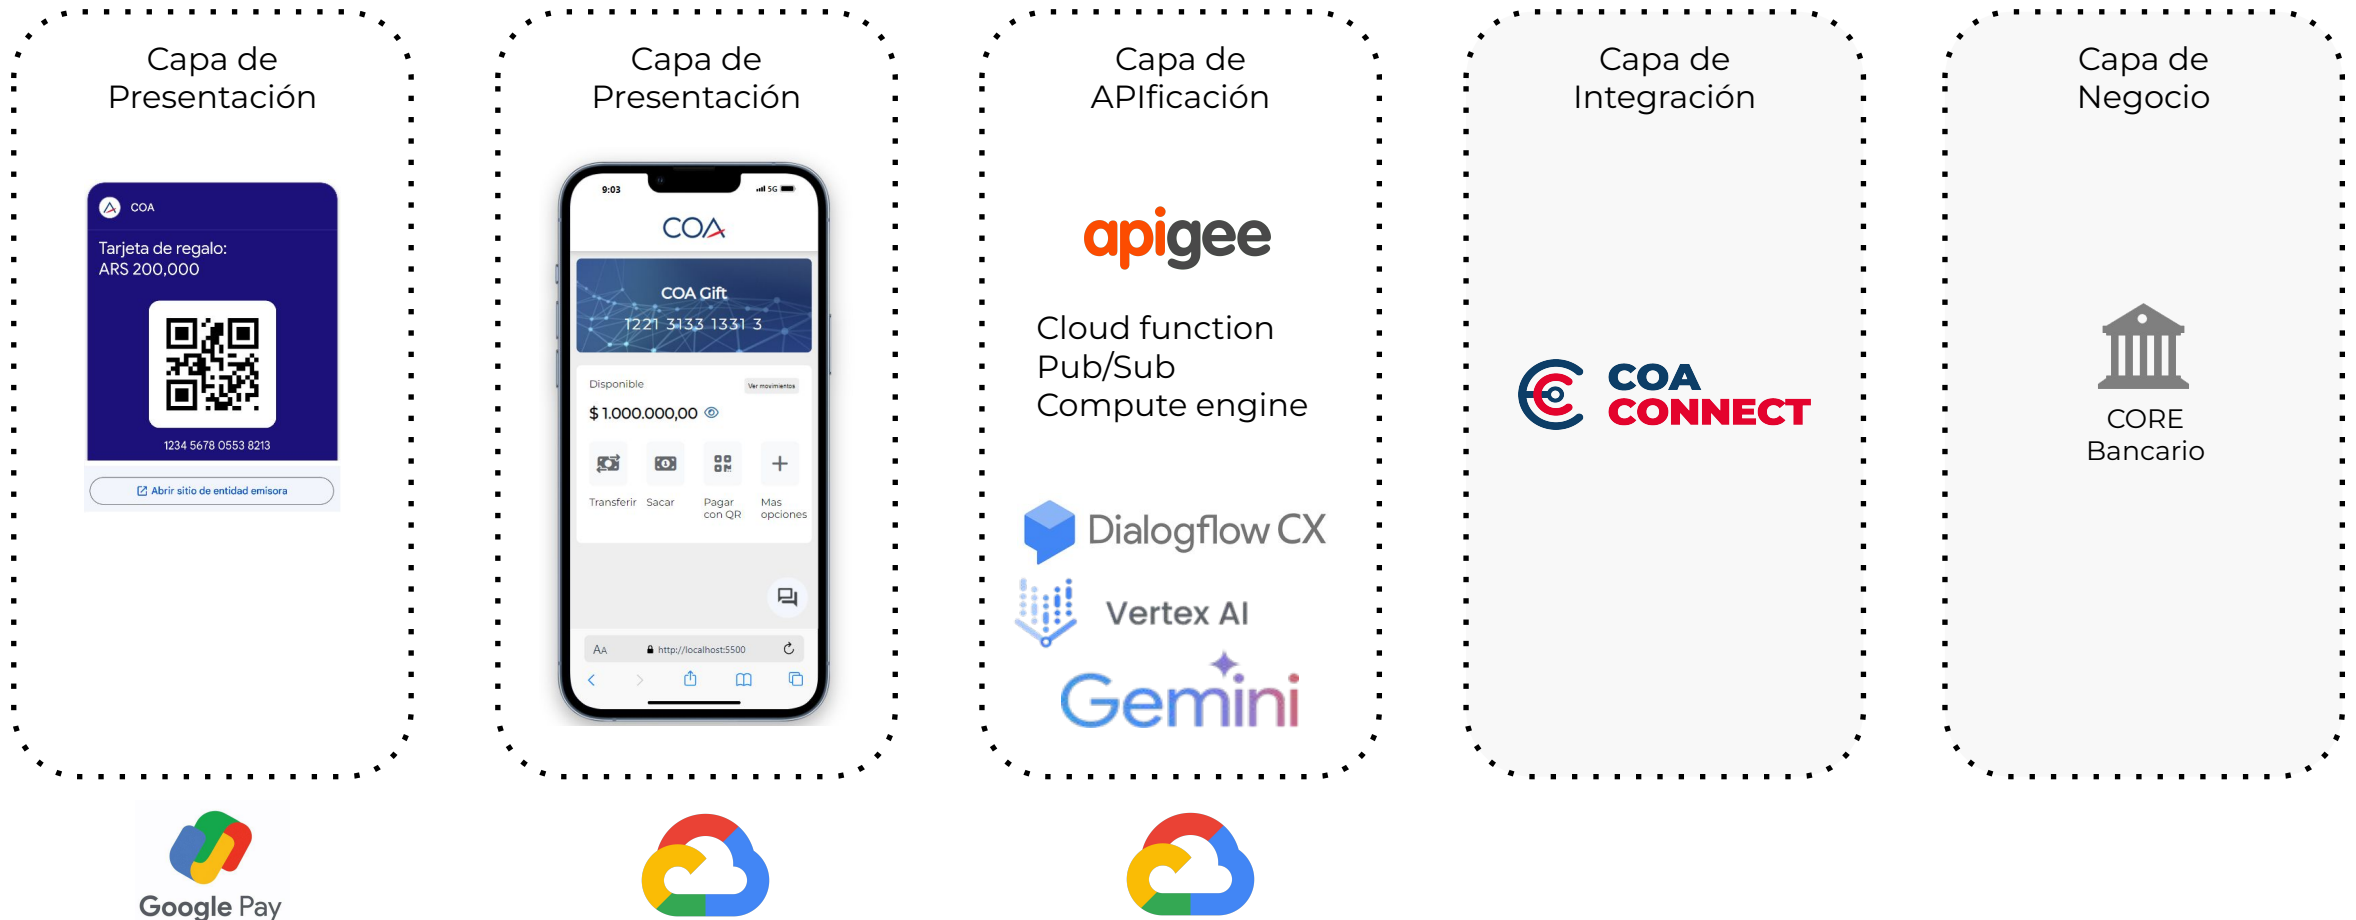 Capa de
Presentación
COA
Tarjeta de regalo:
ARS 200,000
1234 5678 0553 8213
Abrir sitio de entidad emisora
Google Pay
Capa de
Presentación
9:03
5G
COA
COA Gift
1221 3133 1331 3
Disponible
Ver movimientos
$ 1.000.000,00
Transferir
Sacar
Pagar
con QR
Mas
opciones
AA
http://localhost:5500
Capa de
APIficación
apigee
Cloud function
Pub/Sub
Compute engine
Dialogflow CX
Vertex AI
Gemini
Capa de
Integración
COA
CONNECT
Capa de
Negocio
CORE
Bancario